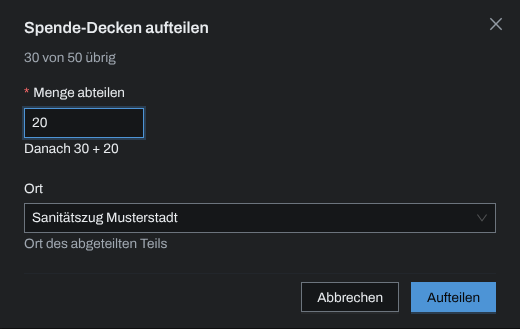 Spende-Decken aufteilen
30 von 50 übrig
* Menge abteilen
20
Danach 30 + 20
Ort
Sanitätszug Musterstadt
Ort des abgeteilten Teils
Abbrechen
Aufteilen